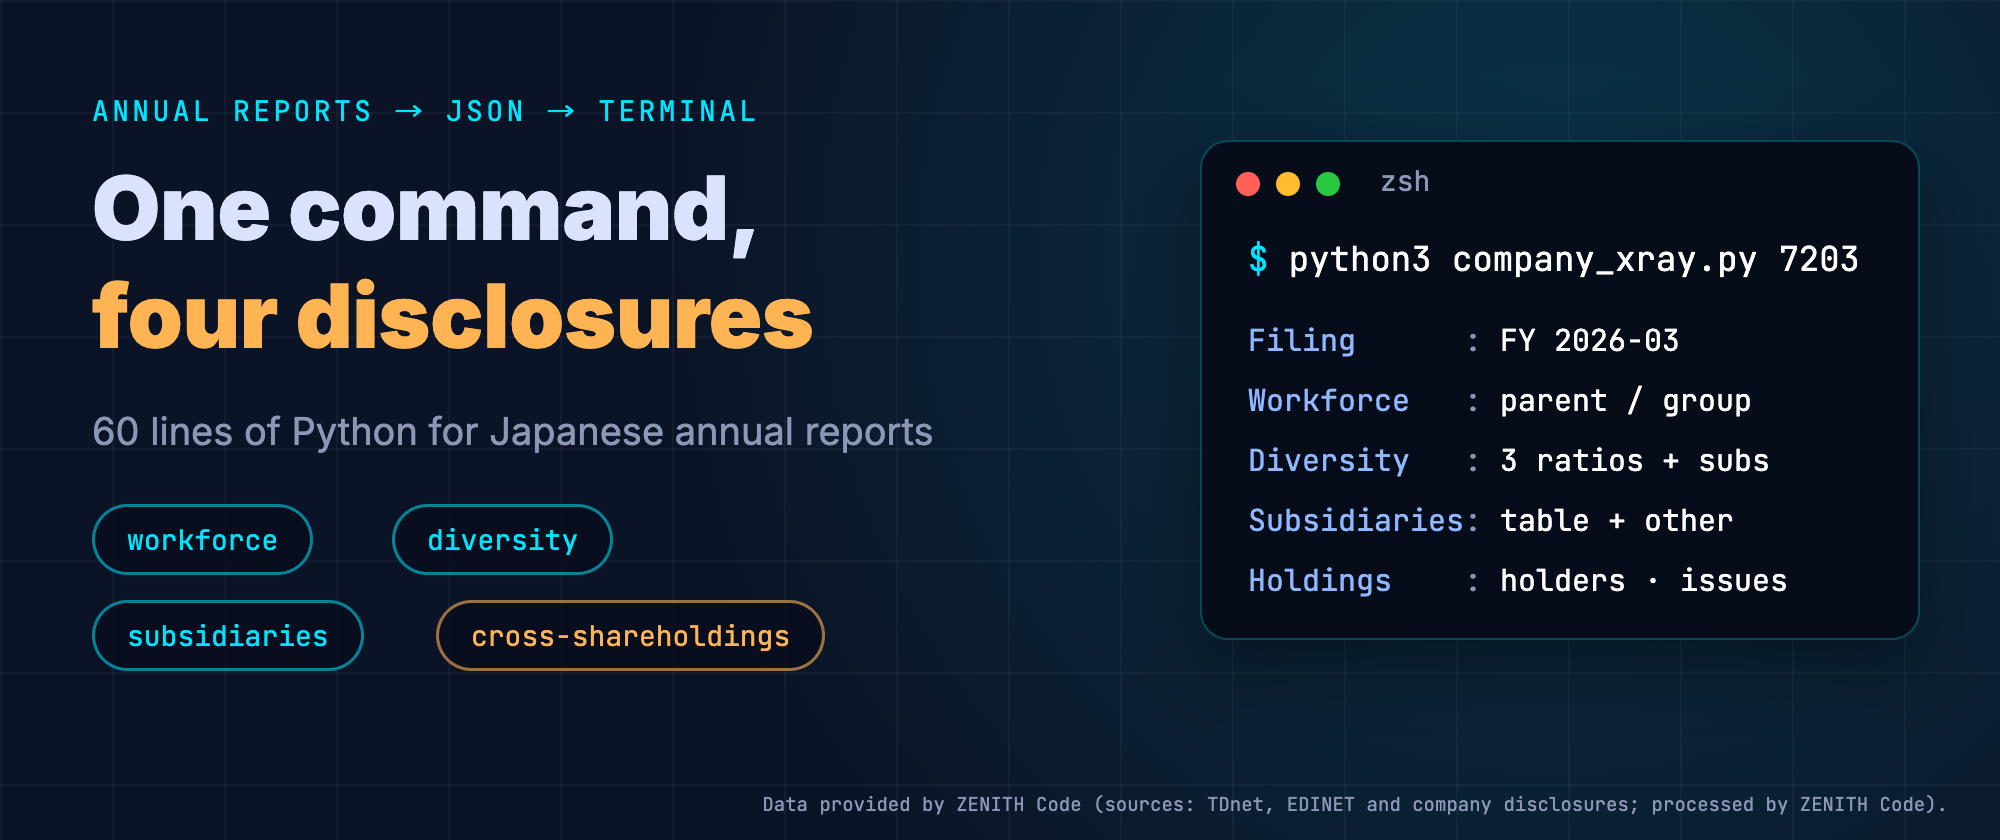 ANNUAL REPORTS → JSON → TERMINAL
One command,
four disclosures
60 lines of Python for Japanese annual reports
workforce
diversity
subsidiaries
cross-shareholdings
zsh
$ python3 company_xray.py 7203
Filing : FY 2026-03
Workforce : parent / group
Diversity : 3 ratios + subs
Subsidiaries: table + other
Holdings : holders · issues
Data provided by ZENITH Code (sources: TDnet, EDINET and company disclosures; processed by ZENITH Code).